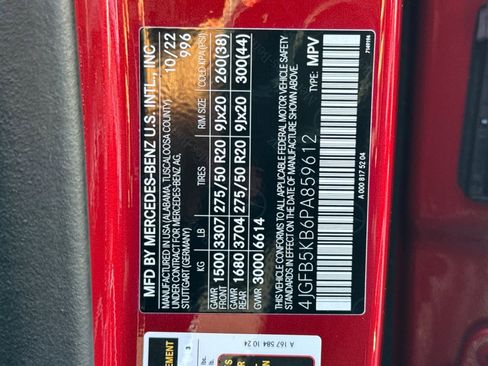 MFD BY MERCEDES-BENZ U.S. INTL., INC.
MANUFACTURED IN USA (ALABAMA, TUSCALOOSA COUNTY) 10/22
UNDER CONTRACT FOR MERCEDES-BENZ AG, 996
STUTTGART (GERMANY)
KG LB TIRES RIM SIZE COLD KPA(PSI)
GAWR FRONT 1500 3307 275/50 R20 9Jx20 260(38)
GAWR REAR 1680 3704 275/50 R20 9Jx20 300(44)
GVWR 3000 6614
THIS VEHICLE CONFORMS TO ALL APPLICABLE FEDERAL MOTOR VEHICLE SAFETY
STANDARDS IN EFFECT ON THE DATE OF MANUFACTURE SHOWN ABOVE.
TYPE: MPV
4JGFB5KB6PA859612
A 000 817 52 04
A 167 584 10 24